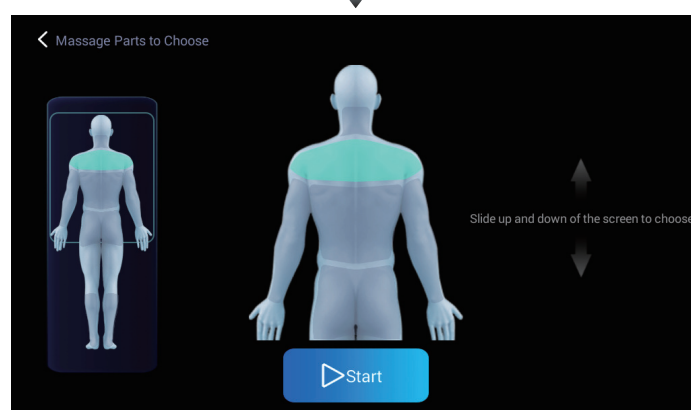 Massage Parts to Choose
Slide up and down of the screen to choose
Start